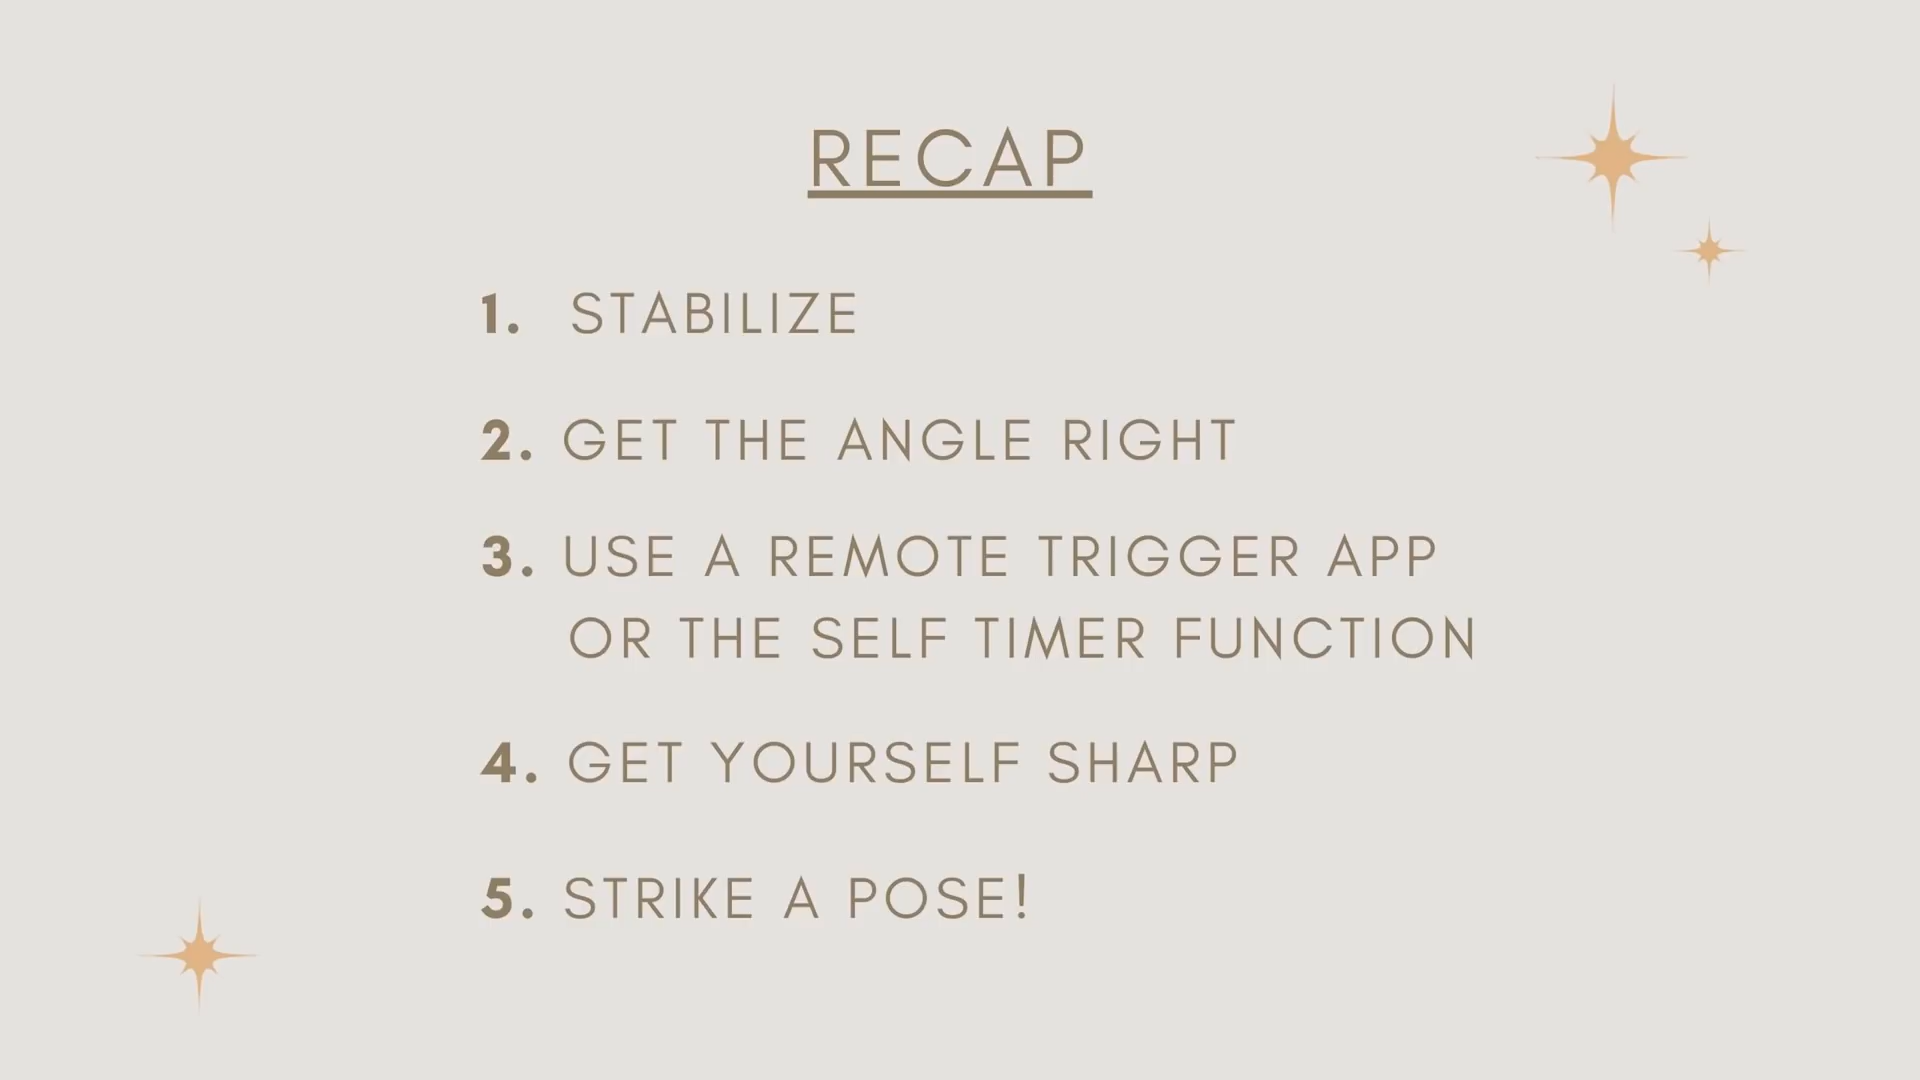 RECAP
1. STABILIZE
2. GET THE ANGLE RIGHT
3. USE A REMOTE TRIGGER APP
OR THE SELF TIMER FUNCTION
4. GET YOURSELF SHARP
5. STRIKE A POSE!